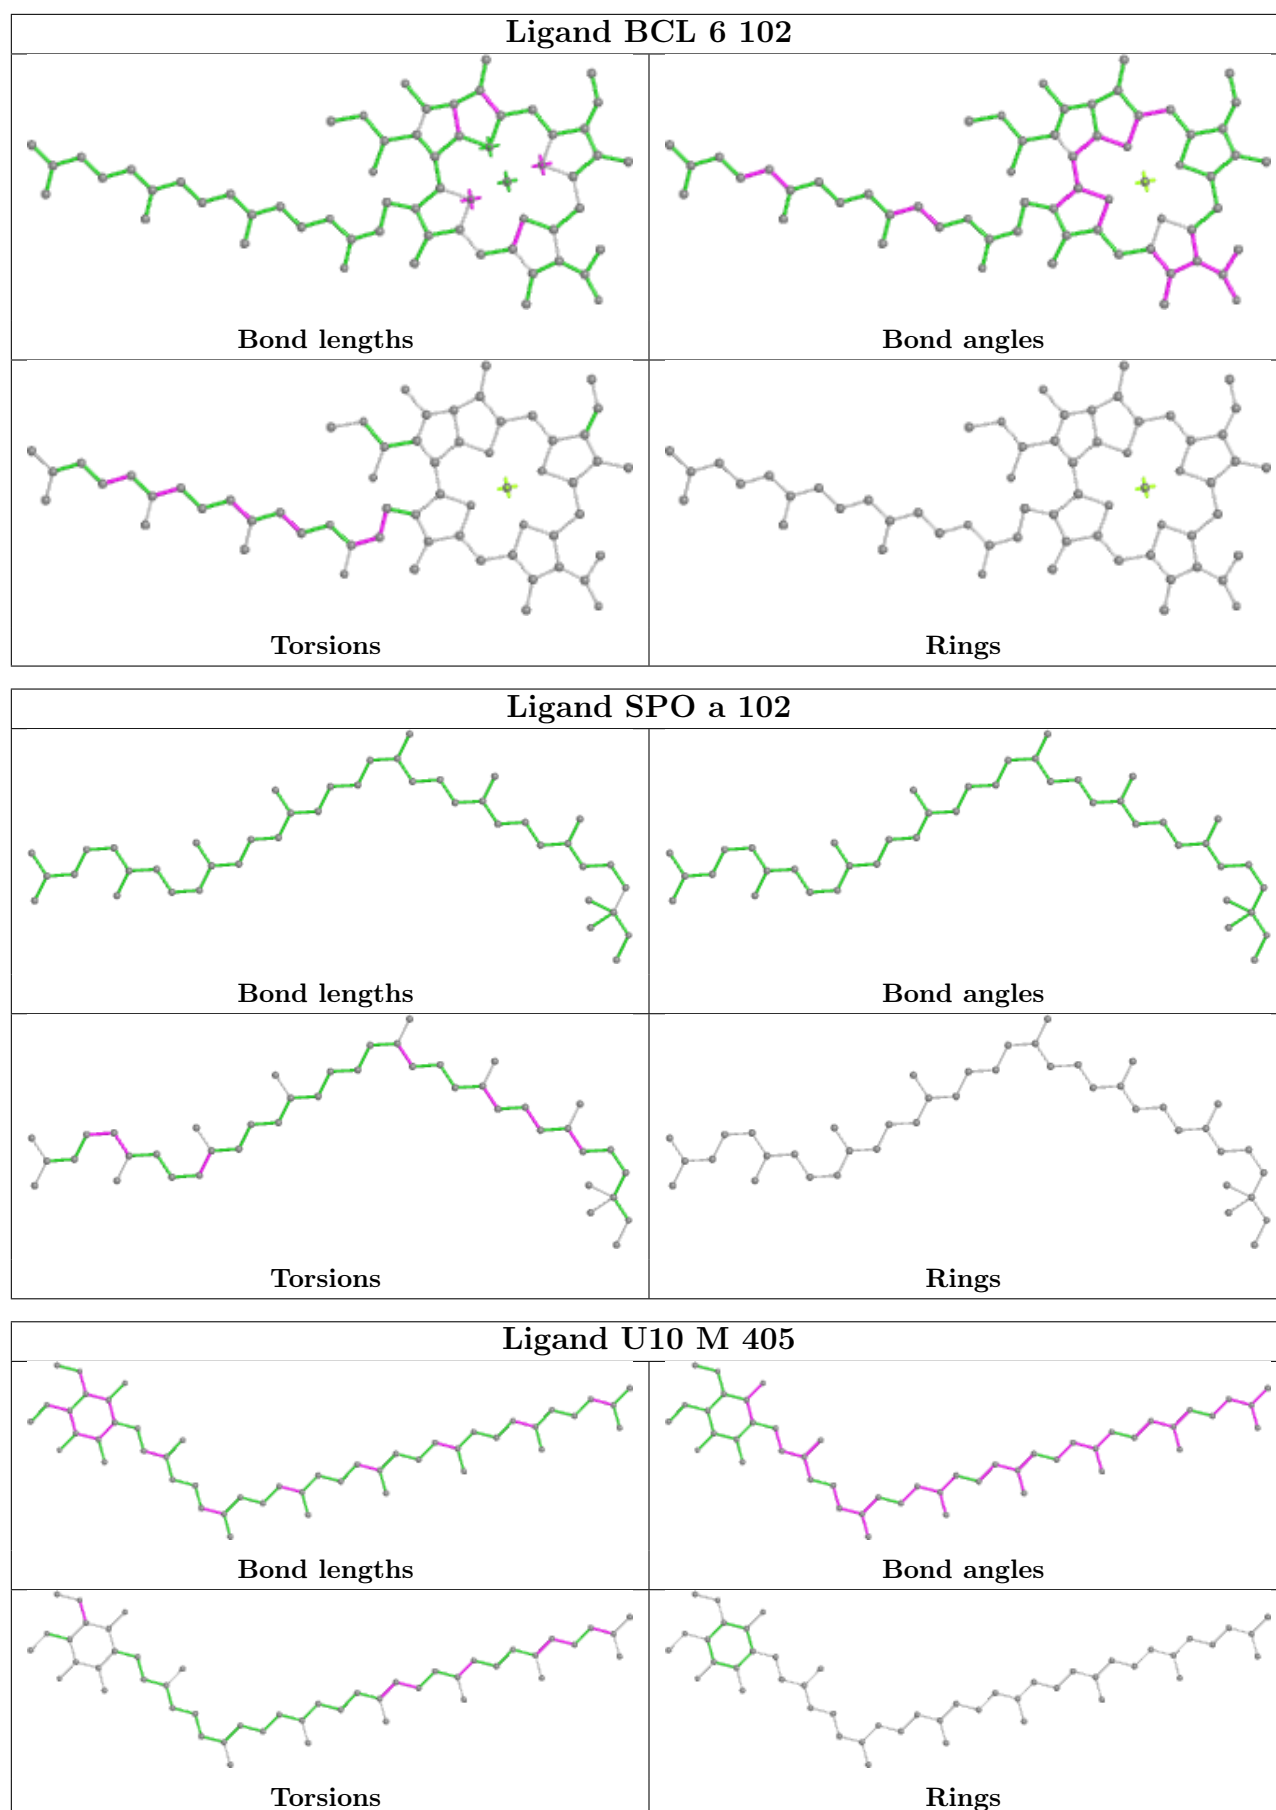 Ligand BCL 6 102
Bond lengths
Bond angles
Torsions
Rings
Ligand SPO a 102
Bond lengths
Bond angles
Torsions
Rings
Ligand U10 M 405
Bond lengths
Bond angles
Torsions
Rings